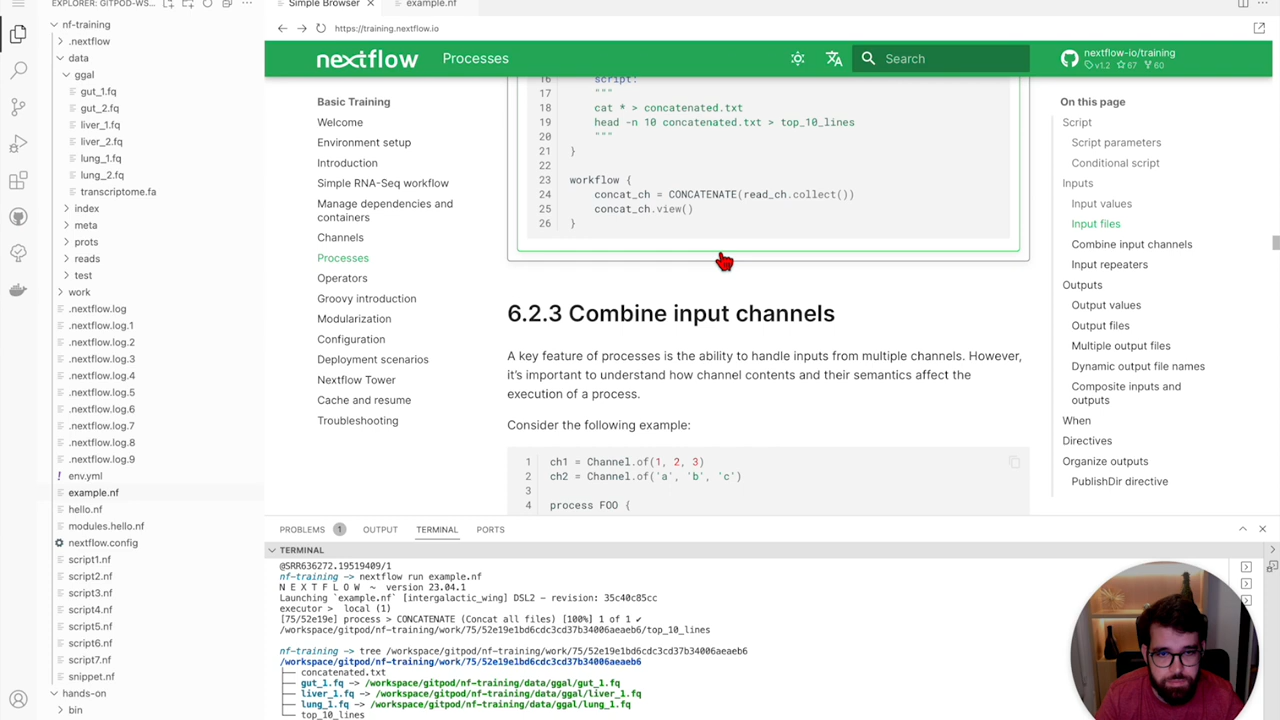 EXPLORER: GITPOD-WS...
nf-training
.nextflow
data
ggal
gut_1.fq
gut_2.fq
liver_1.fq
liver_2.fq
lung_1.fq
lung_2.fq
transcriptome.fa
index
meta
prots
reads
test
work
.nextflow.log
.nextflow.log.1
.nextflow.log.2
.nextflow.log.3
.nextflow.log.4
.nextflow.log.5
.nextflow.log.6
.nextflow.log.7
.nextflow.log.8
.nextflow.log.9
! env.yml
example.nf
hello.nf
modules.hello.nf
nextflow.config
script1.nf
script2.nf
script3.nf
script4.nf
script5.nf
script6.nf
script7.nf
snippet.nf
hands-on
bin
Simple Browser
example.nf
https://training.nextflow.io
nextflow
Processes
Search
nextflow-io/training
v1.2 67 60
Basic Training
Welcome
Environment setup
Introduction
Simple RNA-Seq workflow
Manage dependencies and
containers
Channels
Processes
Operators
Groovy introduction
Modularization
Configuration
Deployment scenarios
Nextflow Tower
Cache and resume
Troubleshooting
16 script:
17 """
18 cat * > concatenated.txt
19 head -n 10 concatenated.txt > top_10_lines
20 """
21 }
22
23 workflow {
24 concat_ch = CONCATENATE(read_ch.collect())
25 concat_ch.view()
26 }
6.2.3 Combine input channels
A key feature of processes is the ability to handle inputs from multiple channels. However,
it's important to understand how channel contents and their semantics affect the
execution of a process.
Consider the following example:
1 ch1 = Channel.of(1, 2, 3)
2 ch2 = Channel.of('a', 'b', 'c')
3
4 process FOO {
On this page
Script
Script parameters
Conditional script
Inputs
Input values
Input files
Combine input channels
Input repeaters
Outputs
Output values
Output files
Multiple output files
Dynamic output file names
Composite inputs and
outputs
When
Directives
Organize outputs
PublishDir directive
PROBLEMS 1 OUTPUT TERMINAL PORTS
TERMINAL
@SRR636272.19519409/1
nf-training -> nextflow run example.nf
N E X T F L O W ~ version 23.04.1
Launching `example.nf` [intergalactic_wing] DSL2 - revision: 35c40c85cc
executor > local (1)
[75/52e19e] process > CONCATENATE (Concat all files) [100%] 1 of 1 ✔
/workspace/gitpod/nf-training/work/75/52e19e1bd6cdc3cd37b34006aeaeb6/top_10_lines
nf-training -> tree /workspace/gitpod/nf-training/work/75/52e19e1bd6cdc3cd37b34006aeaeb6
/workspace/gitpod/nf-training/work/75/52e19e1bd6cdc3cd37b34006aeaeb6
├── concatenated.txt
├── gut_1.fq -> /workspace/gitpod/nf-training/data/ggal/gut_1.fq
├── liver_1.fq -> /workspace/gitpod/nf-training/data/ggal/liver_1.fq
├── lung_1.fq -> /workspace/gitpod/nf-training/data/ggal/lung_1.fq
└── top_10_lines